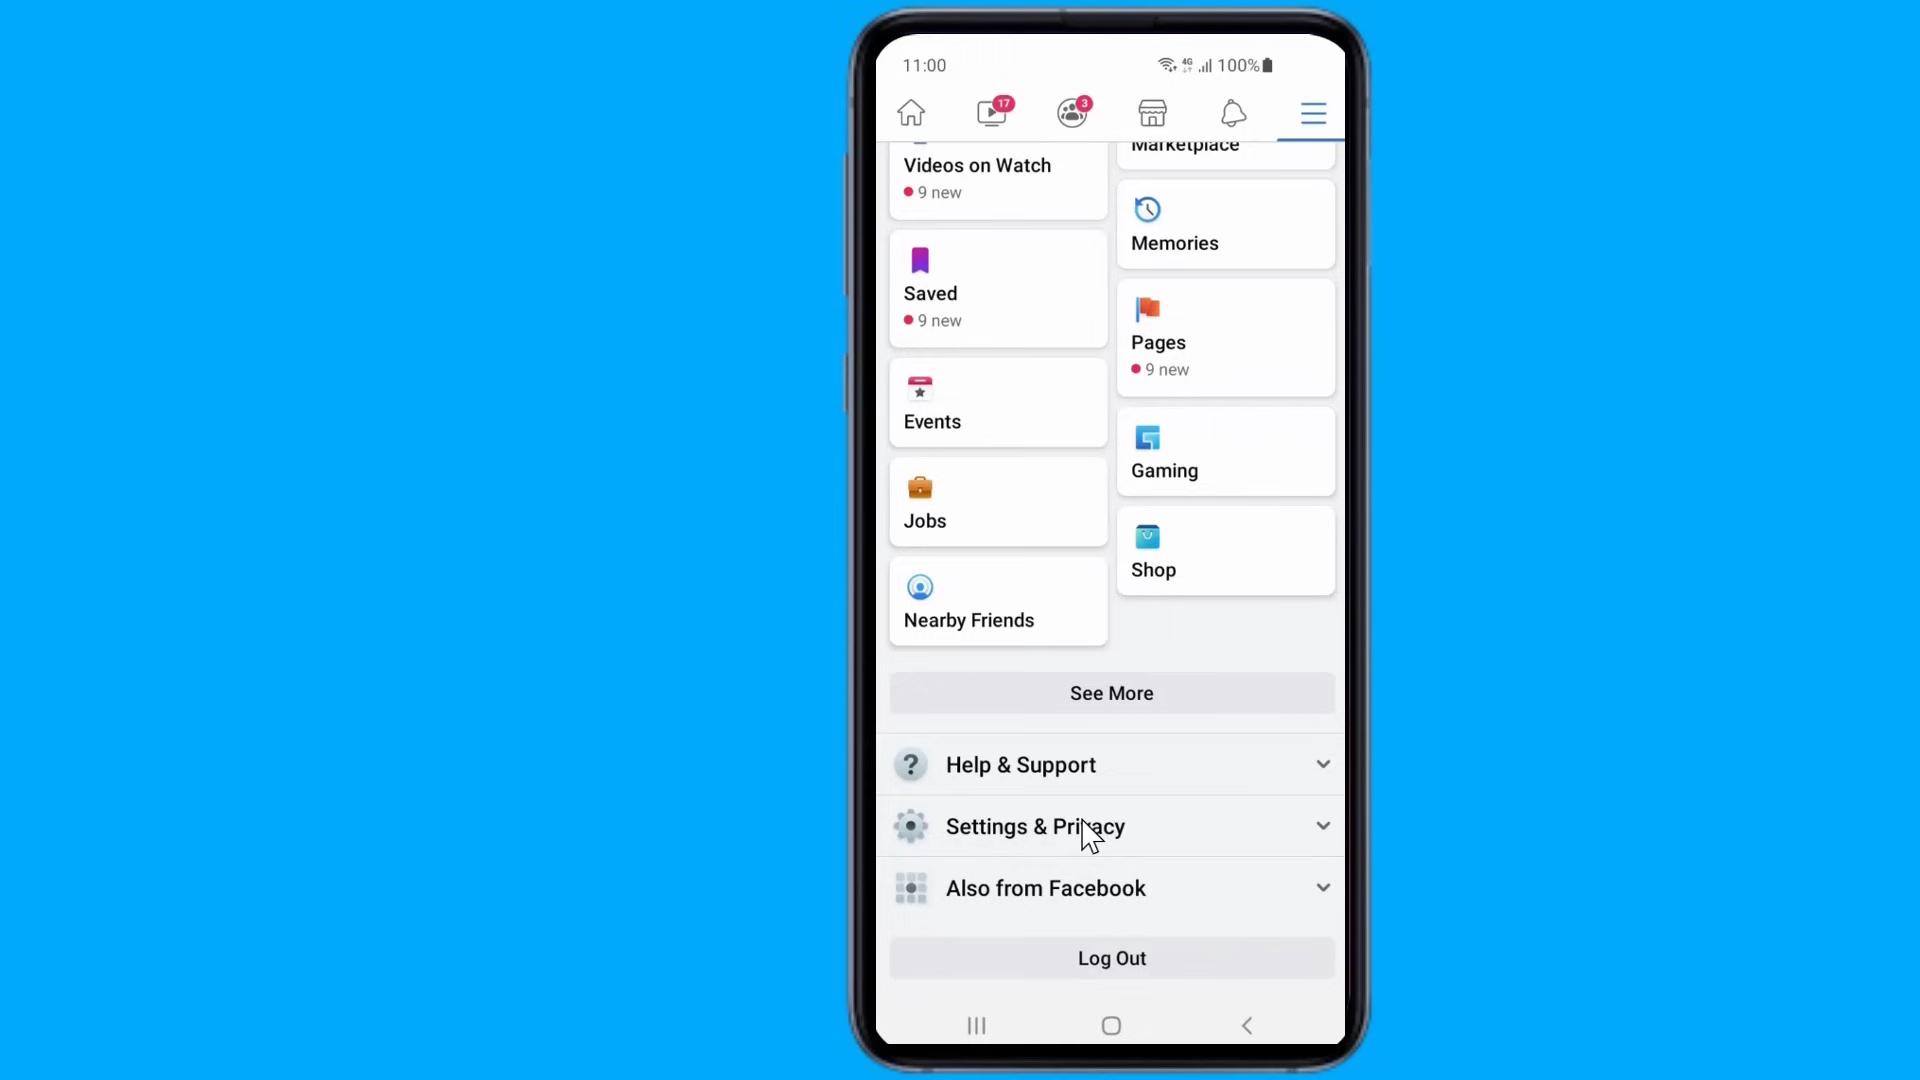 11:00
4G
100%
17
3
Marketplace
Videos on Watch
9 new
Memories
Saved
9 new
Pages
9 new
Events
Gaming
Jobs
Shop
Nearby Friends
See More
Help & Support
Settings & Privacy
Also from Facebook
Log Out